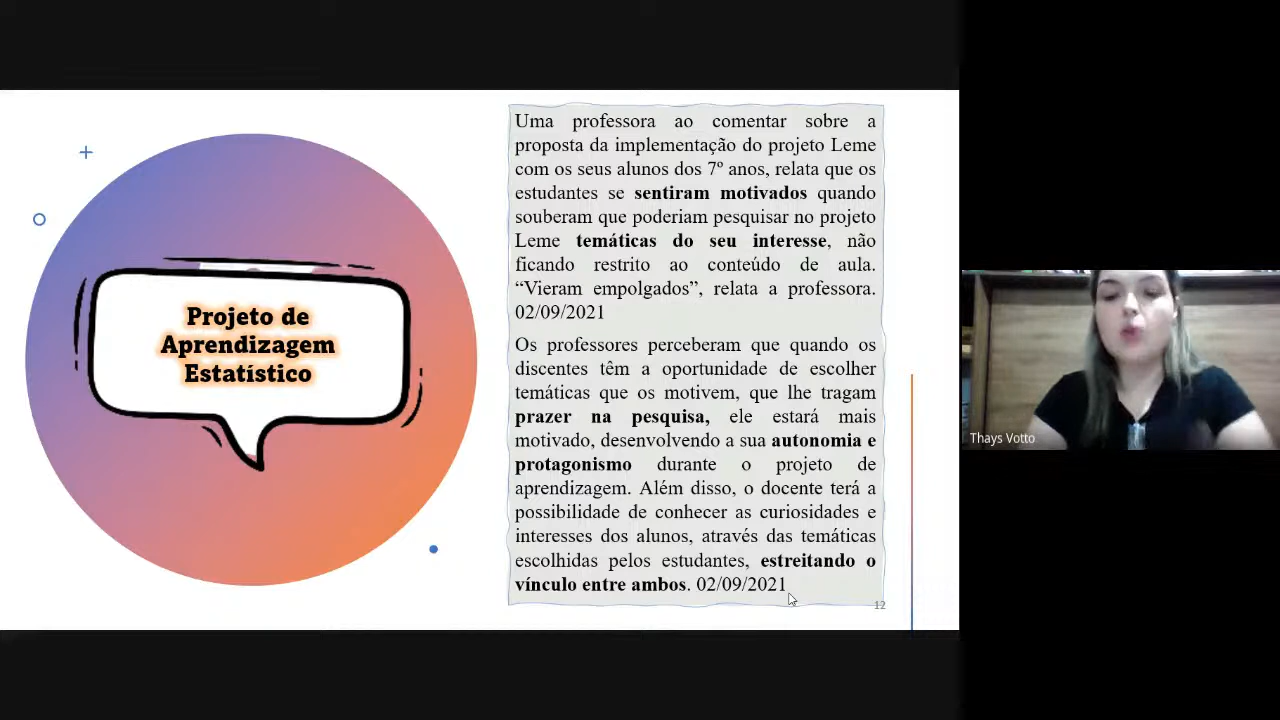 Projeto de
Aprendizagem
Estatístico
Uma professora ao comentar sobre a
proposta da implementação do projeto Leme
com os seus alunos dos 7º anos, relata que os
estudantes se sentiram motivados quando
souberam que poderiam pesquisar no projeto
Leme temáticas do seu interesse, não
ficando restrito ao conteúdo de aula.
“Vieram empolgados”, relata a professora.
02/09/2021
Os professores perceberam que quando os
discentes têm a oportunidade de escolher
temáticas que os motivem, que lhe tragam
prazer na pesquisa, ele estará mais
motivado, desenvolvendo a sua autonomia e
protagonismo durante o projeto de
aprendizagem. Além disso, o docente terá a
possibilidade de conhecer as curiosidades e
interesses dos alunos, através das temáticas
escolhidas pelos estudantes, estreitando o
vínculo entre ambos. 02/09/2021
12
Thays Votto